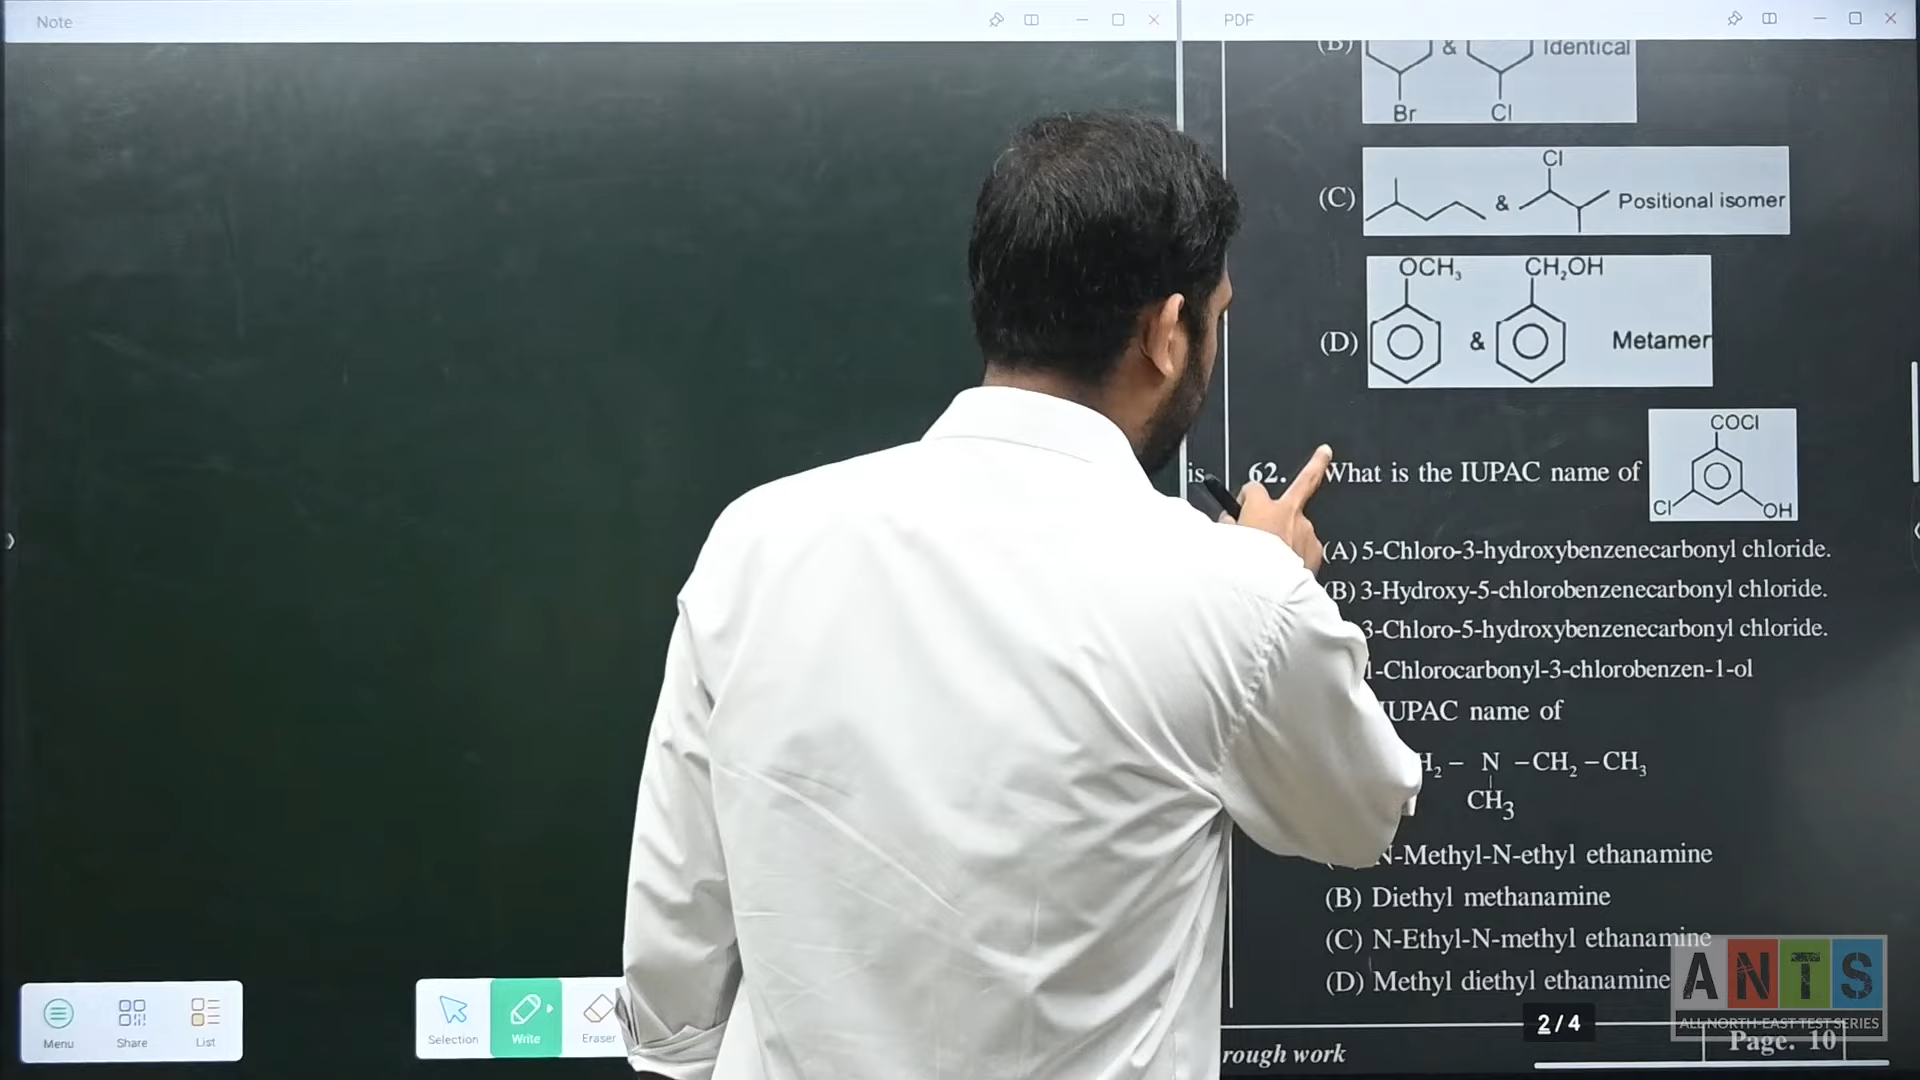 Note
PDF
(B)
&
Identical
Br
Cl
(C)
&
Cl
Positional isomer
OCH₃
CH₂OH
(D)
&
Metamer
is
62. What is the IUPAC name of
COCl
Cl
OH
(A) 5-Chloro-3-hydroxybenzenecarbonyl chloride.
(B) 3-Hydroxy-5-chlorobenzenecarbonyl chloride.
3-Chloro-5-hydroxybenzenecarbonyl chloride.
1-Chlorocarbonyl-3-chlorobenzen-1-ol
IUPAC name of
H₂ – N – CH₂ – CH₃
CH₃
N-Methyl-N-ethyl ethanamine
(B) Diethyl methanamine
(C) N-Ethyl-N-methyl ethanamine
(D) Methyl diethyl ethanamine
ANTS
ALL NORTH-EAST TEST SERIES
2/4
Page. 10
rough work
Menu
Share
List
Selection
Write
Eraser